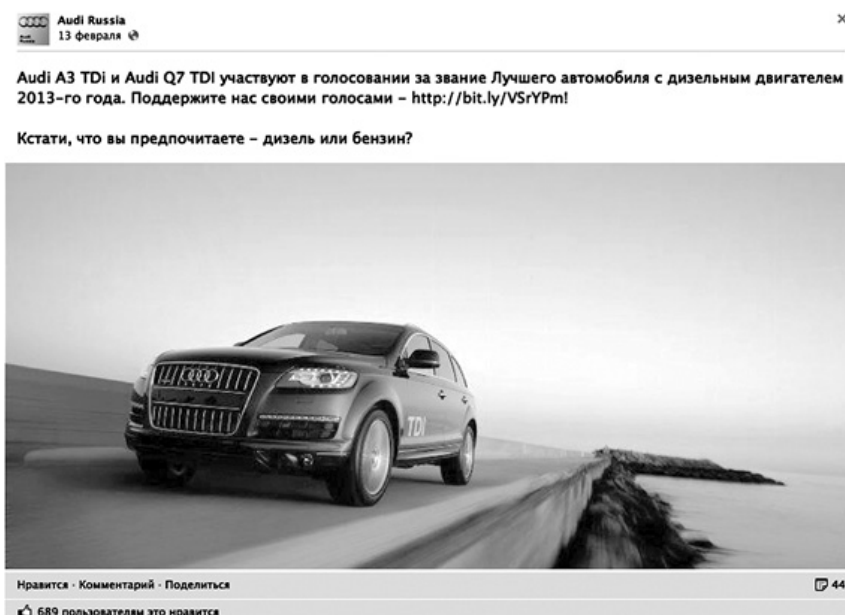 Audi Russia
13 февраля
Audi A3 TDi и Audi Q7 TDI участвуют в голосовании за звание Лучшего автомобиля с дизельным двигателем
2013-го года. Поддержите нас своими голосами – http://bit.ly/VSrYPm!
Кстати, что вы предпочитаете – дизель или бензин?
TDI
Нравится · Комментарий · Поделиться
44
689 пользователям это нравится